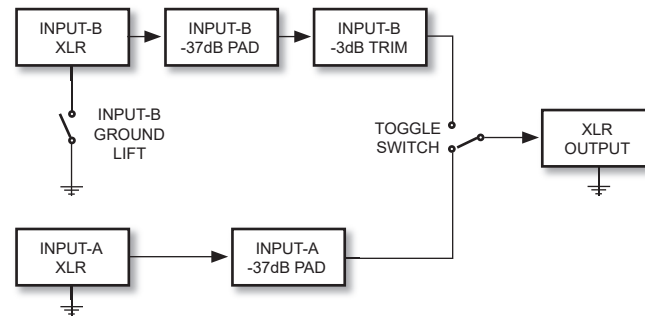 INPUT-B
XLR
INPUT-B
-37dB PAD
INPUT-B
-3dB TRIM
INPUT-B
GROUND
LIFT
TOGGLE
SWITCH
XLR
OUTPUT
INPUT-A
XLR
INPUT-A
-37dB PAD